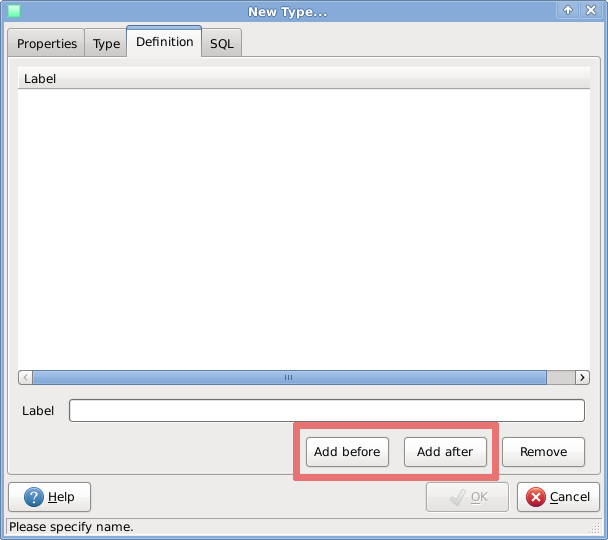 New Type...
Properties Type Definition SQL
Label
Label
Add before Add after Remove
Help OK Cancel
Please specify name.